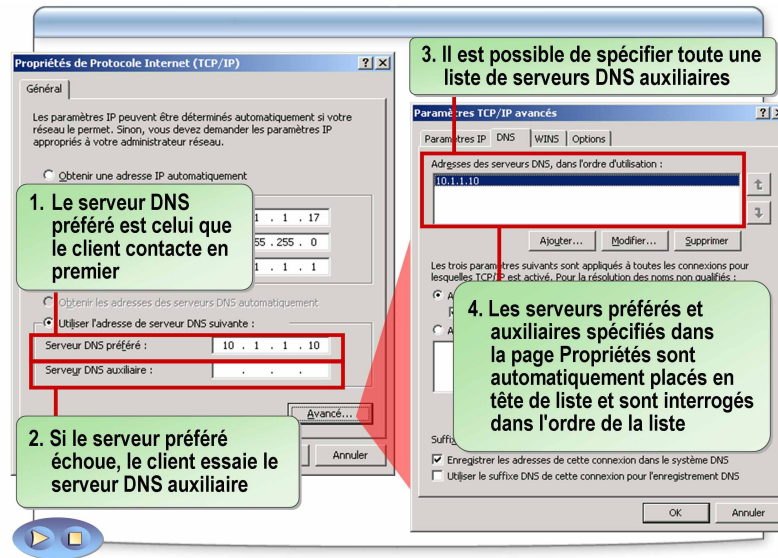 Propriétés de Protocole Internet (TCP/IP)
Général
Les paramètres IP peuvent être déterminés automatiquement si votre
réseau le permet. Sinon, vous devez demander les paramètres IP
appropriés à votre administrateur réseau.
Obtenir une adresse IP automatiquement
1. Le serveur DNS
préféré est celui que
le client contacte en
premier
1 . 1 . 17
55 . 255 . 0
1 . 1 . 1
Obtenir les adresses des serveurs DNS automatiquement
Utiliser l'adresse de serveur DNS suivante :
Serveur DNS préféré : 10 . 1 . 1 . 10
Serveur DNS auxiliaire : . . .
Avancé...
2. Si le serveur préféré
échoue, le client essaie le
serveur DNS auxiliaire
Annuler
3. Il est possible de spécifier toute une
liste de serveurs DNS auxiliaires
Paramètres TCP/IP avancés
Paramètres IP DNS WINS Options
Adresses des serveurs DNS, dans l'ordre d'utilisation :
10.1.1.10
Ajouter... Modifier... Supprimer
Les trois paramètres suivants sont appliqués à toutes les connexions pour
lesquelles TCP/IP est activé. Pour la résolution des noms non qualifiés :
4. Les serveurs préférés et
auxiliaires spécifiés dans
la page Propriétés sont
automatiquement placés en
tête de liste et sont interrogés
dans l'ordre de la liste
Enregistrer les adresses de cette connexion dans le système DNS
Utiliser le suffixe DNS de cette connexion pour l'enregistrement DNS
OK Annuler